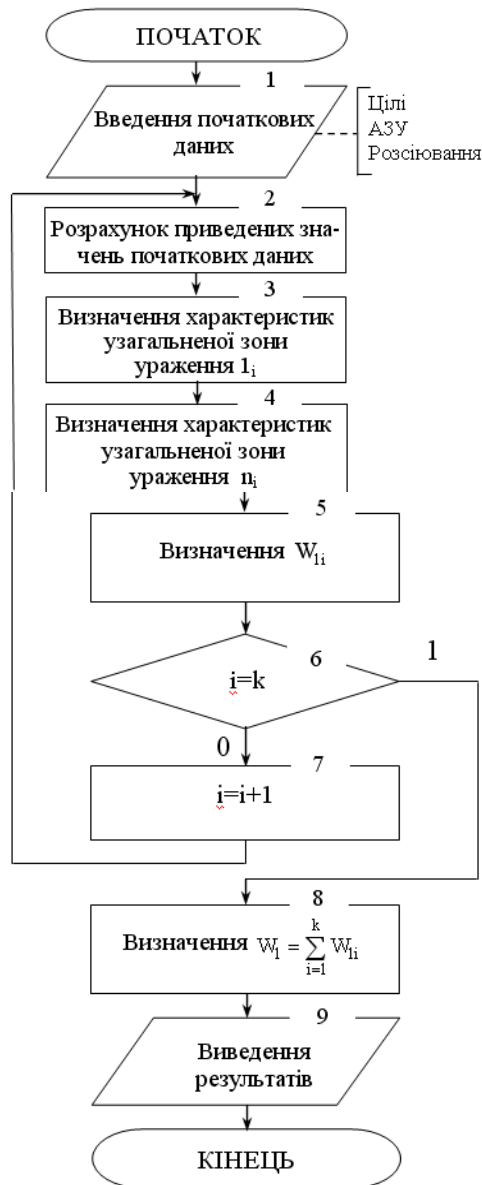 ПОЧАТОК
1
Введення початкових
даних
Цілі
АЗУ
Розсіювання
2
Розрахунок приведених зна-
чень початкових даних
3
Визначення характеристик
узагальненої зони
ураження 1i
4
Визначення характеристик
узагальненої зони
ураження ni
5
Визначення W1i
6
1
i=k
0
7
i=i+1
8
Визначення W1 = ∑ki=1 W1i
9
Виведення
результатів
КІНЕЦЬ